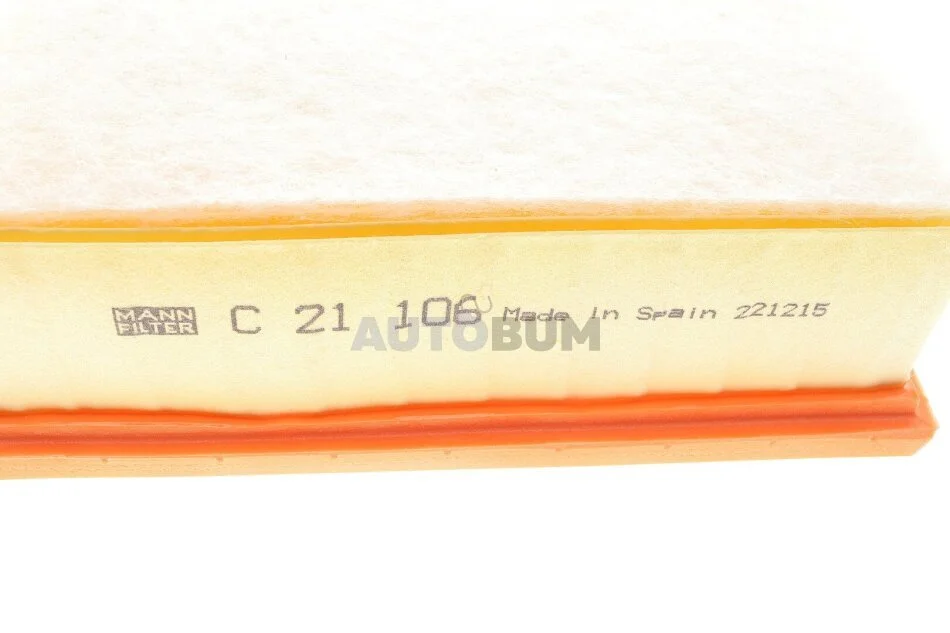 MANN
FILTER
C 21 106 Made in Spain 221215
AUTOBUM